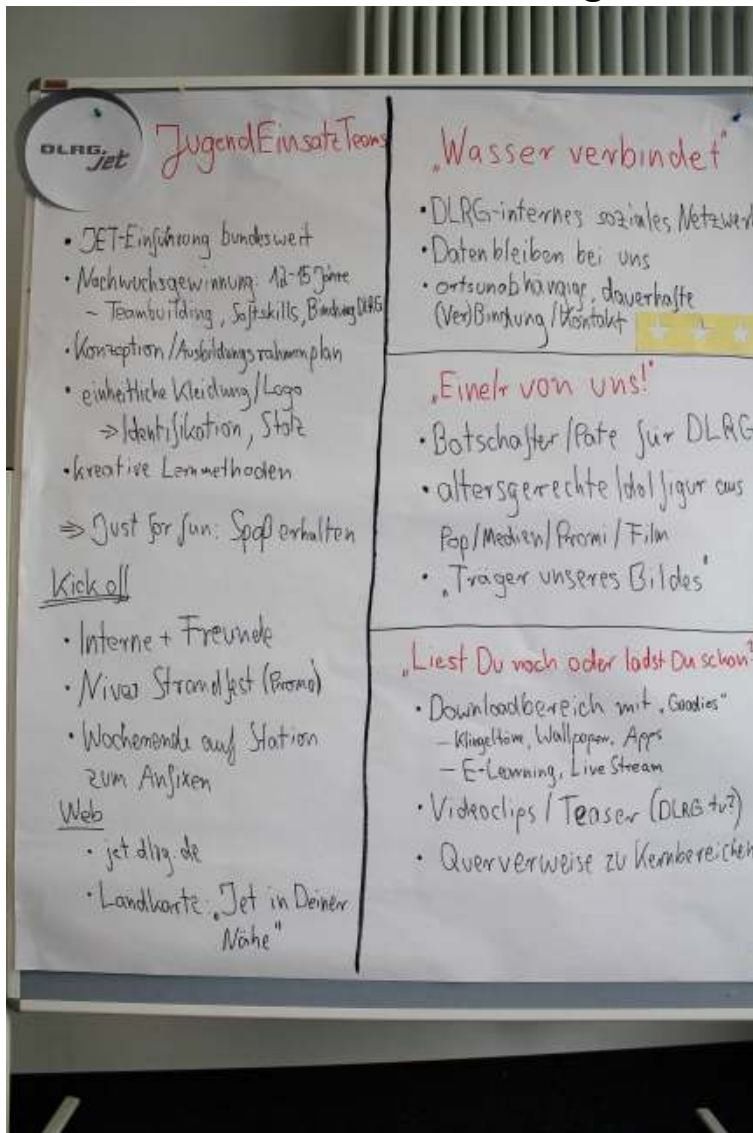 DLRG jet
JugendEinsatzTeams
• JET-Einführung bundesweit
• Nachwuchsgewinnung: 12-15 Jahre
– Teambuilding, Softskills, Bindung DLRG
• Konzeption/Ausbildungsrahmenplan
• einheitliche Kleidung/Logo
⇒ Identifikation, Stolz
• kreative Lernmethoden
⇒ Just for fun: Spaß erhalten
Kick off
• Interne + Freunde
• Nivea Strandfest (Promo)
• Wochenende auf Station
zum Anfixen
Web
• jet.dlrg.de
• Landkarte: „Jet in Deiner
Nähe"
„Wasser verbindet"
• DLRG-internes soziales Netzwerk
• Daten bleiben bei uns
• ortsunabhängige, dauerhafte
(Ver)Bindung/Kontakt
„Eine/r von uns!"
• Botschafter/Pate für DLRG
• altersgerechte Idolfigur aus
Pop/Medien/Promi/Film
• „Träger unseres Bildes"
„Liest Du noch oder lädst Du schon?
• Downloadbereich mit „Goodies"
– Klingeltöne, Wallpaper, Apps
– E-Learning, Live Stream
• Videoclips / Teaser (DLRG tv?)
• Querverweise zu Kernbereichen